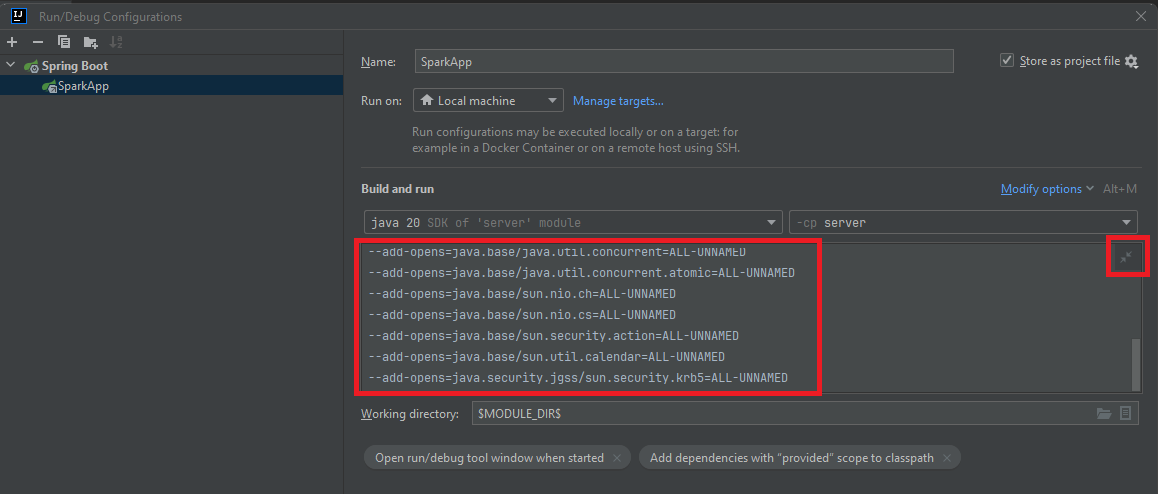 IJ Run/Debug Configurations
Spring Boot
SparkApp
Name: SparkApp
Store as project file
Run on: Local machine Manage targets...
Run configurations may be executed locally or on a target: for
example in a Docker Container or on a remote host using SSH.
Build and run
Modify options Alt+M
java 20 SDK of 'server' module
-cp server
--add-opens=java.base/java.util.concurrent=ALL-UNNAMED
--add-opens=java.base/java.util.concurrent.atomic=ALL-UNNAMED
--add-opens=java.base/sun.nio.ch=ALL-UNNAMED
--add-opens=java.base/sun.nio.cs=ALL-UNNAMED
--add-opens=java.base/sun.security.action=ALL-UNNAMED
--add-opens=java.base/sun.util.calendar=ALL-UNNAMED
--add-opens=java.security.jgss/sun.security.krb5=ALL-UNNAMED
Working directory: $MODULE_DIR$
Open run/debug tool window when started
Add dependencies with “provided” scope to classpath